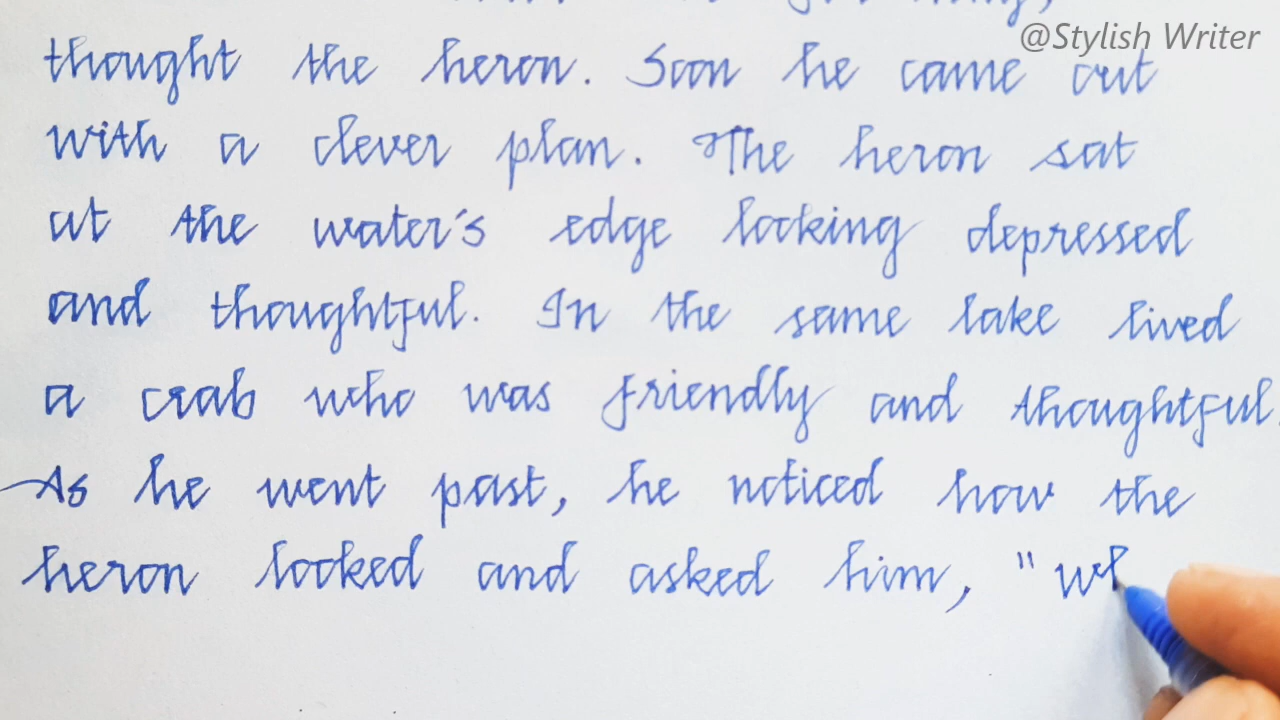 @Stylish Writer
thought the heron. Soon he came out
with a clever plan. The heron sat
at the water's edge looking depressed
and thoughtful. In the same lake lived
a crab who was friendly and thoughtful.
As he went past, he noticed how the
heron looked and asked him, "wh